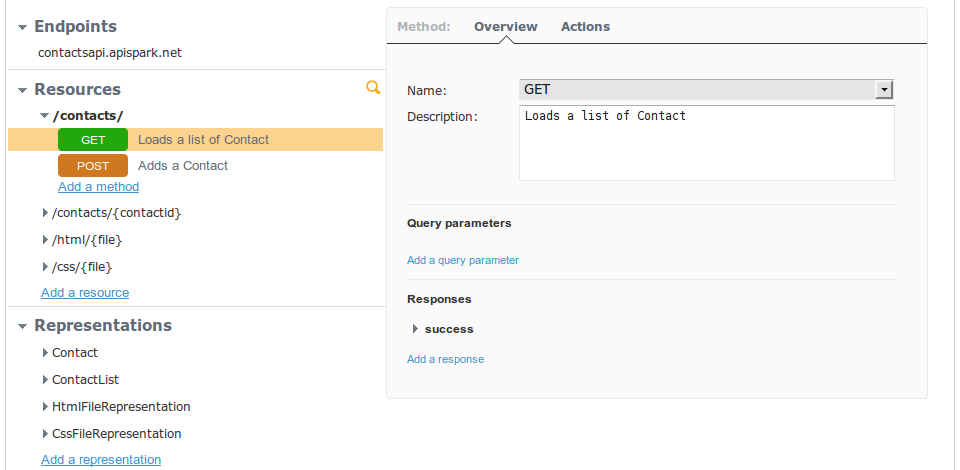 Endpoints
contactsapi.apispark.net
Resources
/contacts/
GET Loads a list of Contact
POST Adds a Contact
Add a method
/contacts/{contactid}
/html/{file}
/css/{file}
Add a resource
Representations
Contact
ContactList
HtmlFileRepresentation
CssFileRepresentation
Add a representation
Method: Overview Actions
Name: GET
Description: Loads a list of Contact
Query parameters
Add a query parameter
Responses
success
Add a response